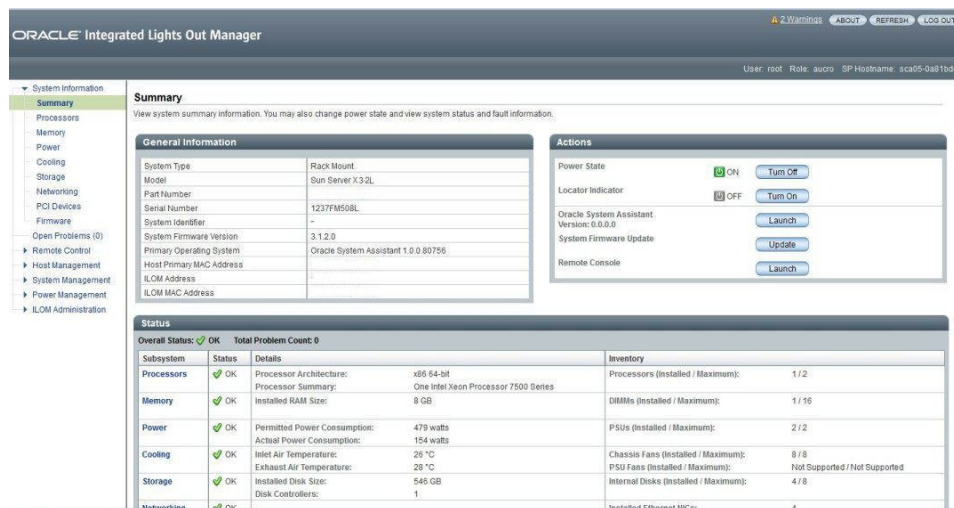 2 Warnings ABOUT REFRESH LOG OUT
ORACLE Integrated Lights Out Manager
User: root Role: aucro SP Hostname: sca05-0a81bd
System Information
Summary
Processors
Memory
Power
Cooling
Storage
Networking
PCI Devices
Firmware
Open Problems (0)
Remote Control
Host Management
System Management
Power Management
ILOM Administration
Summary
View system summary information. You may also change power state and view system status and fault information.
General Information
System Type Rack Mount
Model Sun Server X3-2L
Part Number
Serial Number 1237FM508L
System Identifier -
System Firmware Version 3.1.2.0
Primary Operating System Oracle System Assistant 1.0.0.80756
Host Primary MAC Address
ILOM Address
ILOM MAC Address
Actions
Power State ON Turn Off
Locator Indicator OFF Turn On
Oracle System Assistant
Version: 0.0.0.0 Launch
System Firmware Update Update
Remote Console Launch
Status
Overall Status: OK Total Problem Count: 0
Subsystem Status Details Inventory
Processors OK Processor Architecture: x86 64-bit Processors (Installed / Maximum): 1 / 2
Processor Summary: One Intel Xeon Processor 7500 Series
Memory OK Installed RAM Size: 8 GB DIMMs (Installed / Maximum): 1 / 16
Power OK Permitted Power Consumption: 479 watts PSUs (Installed / Maximum): 2 / 2
Actual Power Consumption: 154 watts
Cooling OK Inlet Air Temperature: 26 °C Chassis Fans (Installed / Maximum): 8 / 8
Exhaust Air Temperature: 28 °C PSU Fans (Installed / Maximum): Not Supported / Not Supported
Storage OK Installed Disk Size: 546 GB Internal Disks (Installed / Maximum): 4 / 8
Disk Controllers: 1
Networking OK Installed Ethernet NICs: 4